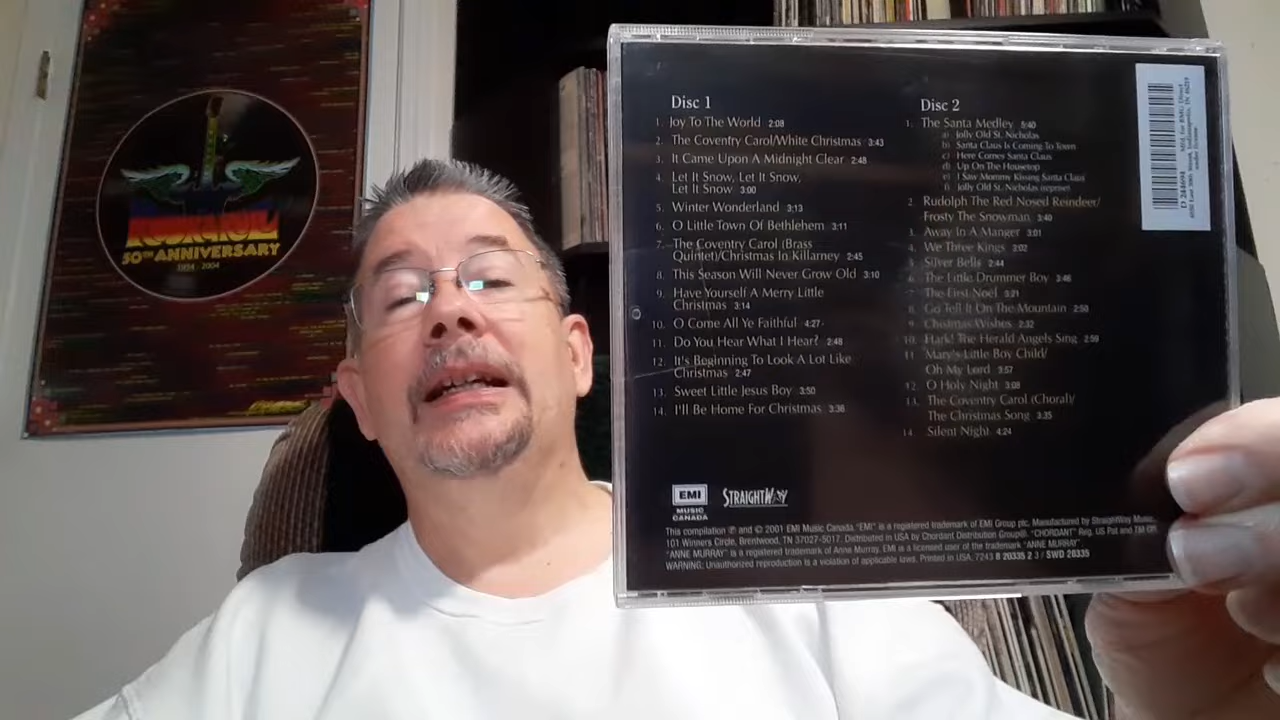 50TH ANNIVERSARY
1954 - 2004
Disc 1
1. Joy To The World 2:08
2. The Coventry Carol/White Christmas 3:43
3. It Came Upon A Midnight Clear 2:48
4. Let It Snow, Let It Snow,
Let It Snow 3:00
5. Winter Wonderland 3:13
6. O Little Town Of Bethlehem 3:11
7. The Coventry Carol (Brass
Quintet)/Christmas In Killarney 2:45
8. This Season Will Never Grow Old 3:10
9. Have Yourself A Merry Little
Christmas 3:14
10. O Come All Ye Faithful 4:27
11. Do You Hear What I Hear? 2:48
12. It's Beginning To Look A Lot Like
Christmas 2:47
13. Sweet Little Jesus Boy 3:50
14. I'll Be Home For Christmas 3:36
Disc 2
1. The Santa Medley 5:40
a) Jolly Old St. Nicholas
b) Santa Claus Is Coming To Town
c) Here Comes Santa Claus
d) Up On The Housetop
e) I Saw Mommy Kissing Santa Claus
f) Jolly Old St. Nicholas (reprise)
2. Rudolph The Red Nosed Reindeer/
Frosty The Snowman 3:40
3. Away In A Manger 3:01
4. We Three Kings 3:02
5. Silver Bells 2:44
6. The Little Drummer Boy 3:46
7. The First Noel 3:21
8. Go Tell It On The Mountain 2:50
9. Christmas Wishes 2:32
10. Hark! The Herald Angels Sing 2:59
11. Mary's Little Boy Child/
Oh My Lord 3:57
12. O Holy Night 3:08
13. The Coventry Carol (Choral)/
The Christmas Song 3:35
14. Silent Night 4:24
D 244694
Mfd. for BMG Direct
6550 East 30th Street, Indianapolis, IN 46219
under license
EMI
MUSIC
CANADA
STRAIGHTWAY
This compilation ℗ and © 2001 EMI Music Canada. "EMI" is a registered trademark of EMI Group plc. Manufactured by StraightWay Music,
101 Winners Circle, Brentwood, TN 37027-5017. Distributed in USA by Chordant Distribution Group®. "CHORDANT" Reg. US Pat and TM Off.
"ANNE MURRAY" is a registered trademark of Anne Murray. EMI is a licensed user of the trademark "ANNE MURRAY".
WARNING: Unauthorized reproduction is a violation of applicable laws. Printed in USA. 7243 8 20335 2 3 / SWD 20335